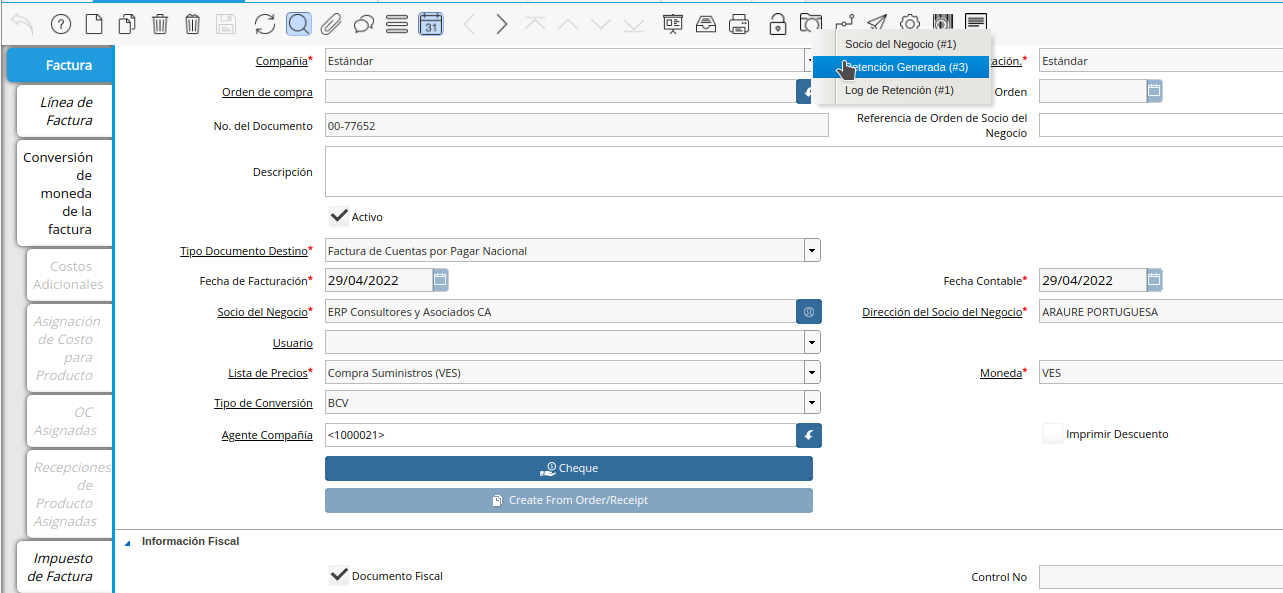 31
Socio del Negocio (#1)
Retención Generada (#3)
Log de Retención (#1)
Factura
Línea de
Factura
Conversión
de
moneda
de la
factura
Costos
Adicionales
Asignación
de Costo
para
Producto
OC
Asignadas
Recepciones
de
Producto
Asignadas
Impuesto
de Factura
Compañía* Estándar
ación.* Estándar
Orden de compra
Orden
No. del Documento 00-77652
Referencia de Orden de Socio del
Negocio
Descripción
Activo
Tipo Documento Destino* Factura de Cuentas por Pagar Nacional
Fecha de Facturación* 29/04/2022
Fecha Contable* 29/04/2022
Socio del Negocio* ERP Consultores y Asociados CA
Dirección del Socio del Negocio* ARAURE PORTUGUESA
Usuario
Lista de Precios* Compra Suministros (VES)
Moneda* VES
Tipo de Conversión BCV
Agente Compañía <1000021>
Imprimir Descuento
Cheque
Create From Order/Receipt
Información Fiscal
Documento Fiscal
Control No